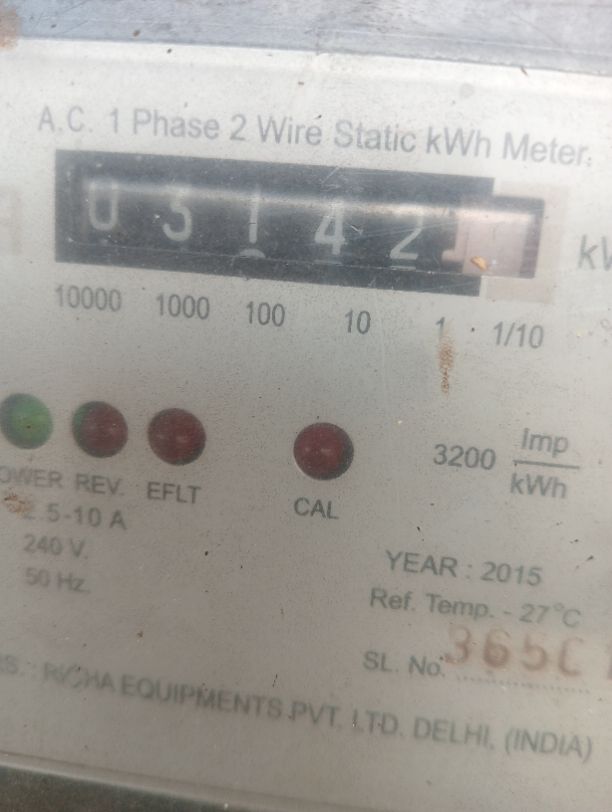 A.C. 1 Phase 2 Wire Static kWh Meter.
0 3 1 4 2
10000 1000 100 10 1 1/10
3200 Imp
kWh
REV. EFLT
CAL
5-10 A
240 V.
50 Hz.
YEAR : 2015
Ref. Temp. - 27°C
SL. No. 365C
RICHA EQUIPMENTS PVT. LTD. DELHI, (INDIA)